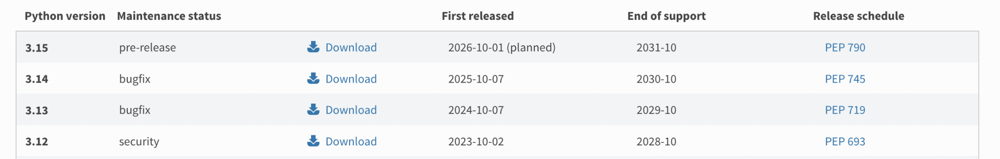 Python version Maintenance status First released End of support Release schedule
3.15 pre-release Download 2026-10-01 (planned) 2031-10 PEP 790
3.14 bugfix Download 2025-10-07 2030-10 PEP 745
3.13 bugfix Download 2024-10-07 2029-10 PEP 719
3.12 security Download 2023-10-02 2028-10 PEP 693